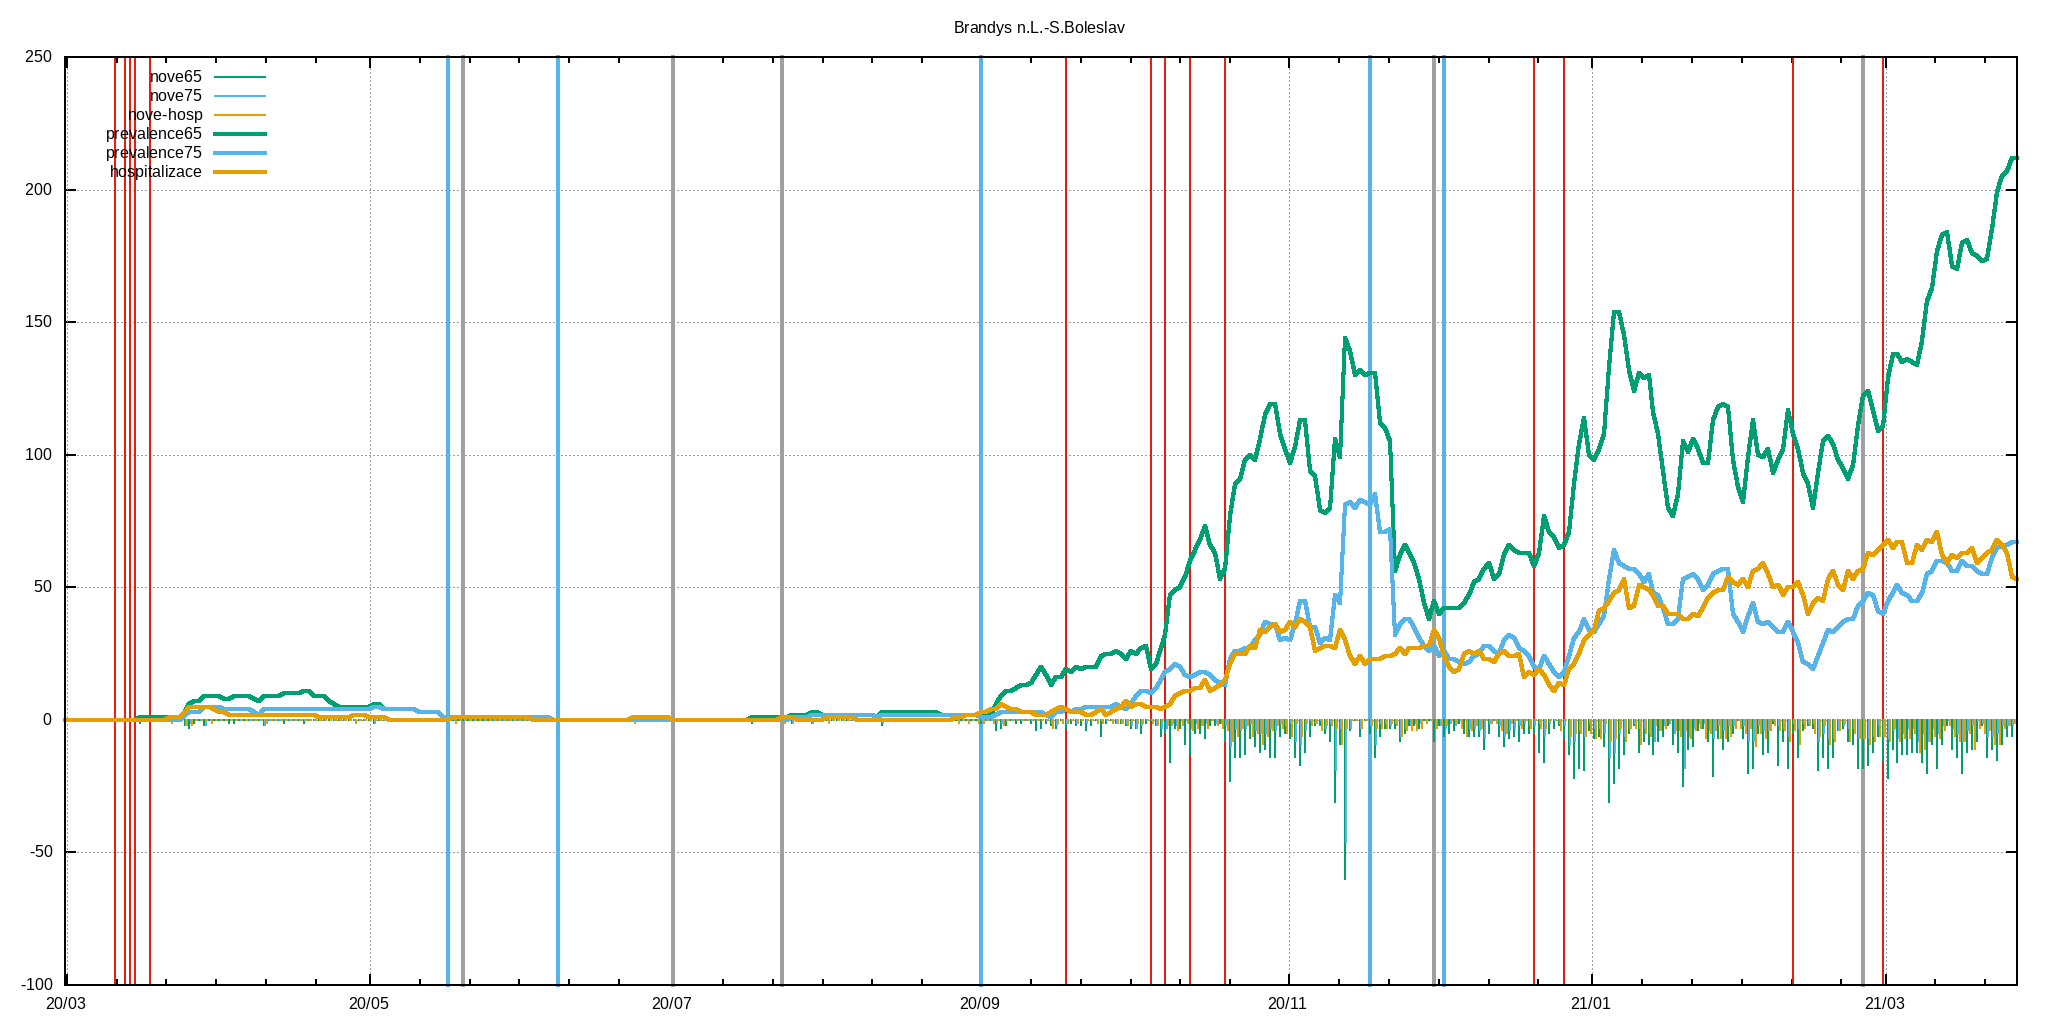 Brandys n.L.-S.Boleslav
250
200
150
100
50
0
-50
-100
nove65
nove75
nove-hosp
prevalence65
prevalence75
hospitalizace
20/03 20/05 20/07 20/09 20/11 21/01 21/03